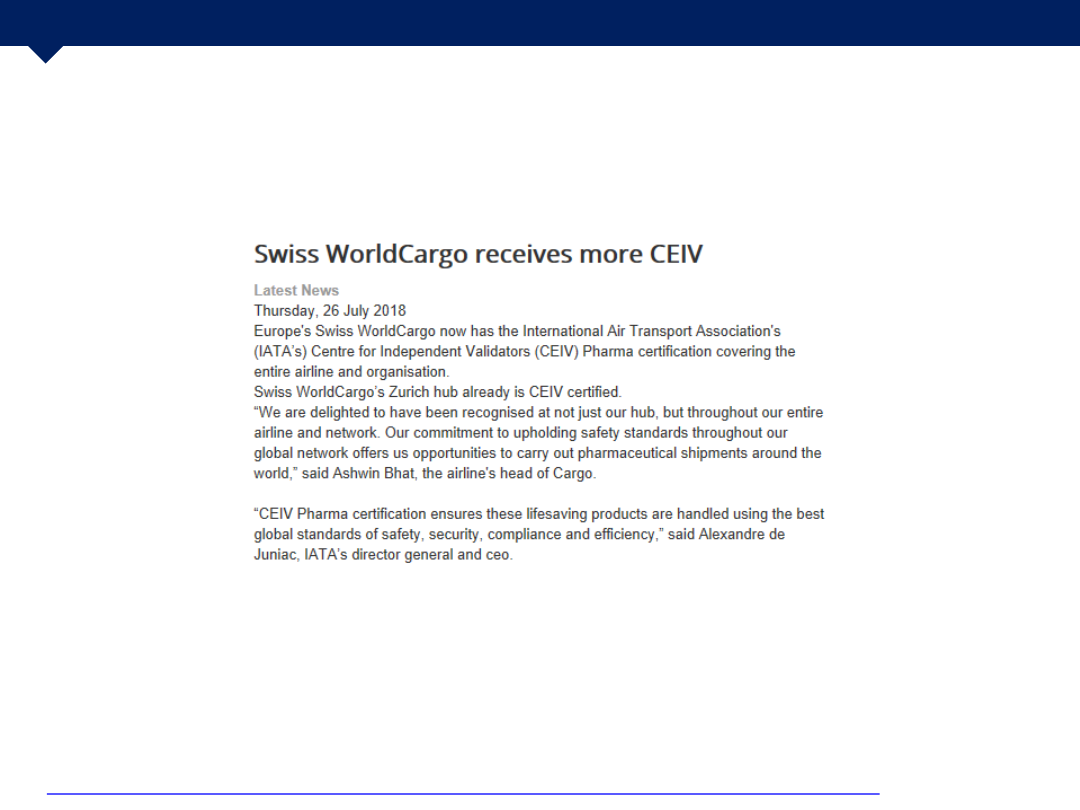 Swiss WorldCargo receives more CEIV
Latest News
Thursday, 26 July 2018
Europe's Swiss WorldCargo now has the International Air Transport Association's
(IATA's) Centre for Independent Validators (CEIV) Pharma certification covering the
entire airline and organisation.
Swiss WorldCargo's Zurich hub already is CEIV certified.
“We are delighted to have been recognised at not just our hub, but throughout our entire
airline and network. Our commitment to upholding safety standards throughout our
global network offers us opportunities to carry out pharmaceutical shipments around the
world,” said Ashwin Bhat, the airline's head of Cargo.
“CEIV Pharma certification ensures these lifesaving products are handled using the best
global standards of safety, security, compliance and efficiency,” said Alexandre de
Juniac, IATA's director general and ceo.